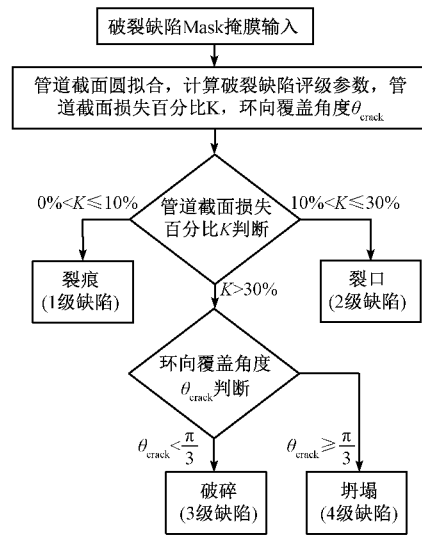 破裂缺陷Mask掩膜输入
管道截面圆拟合，计算破裂缺陷评级参数，管
道截面损失百分比K，环向覆盖角度θcrack
0%<K≤10%
管道截面损失
百分比K判断
10%<K≤30%
裂痕
(1级缺陷)
裂口
(2级缺陷)
K>30%
环向覆盖角度
θcrack判断
θcrack<π/3
θcrack≥π/3
破碎
(3级缺陷)
坍塌
(4级缺陷)